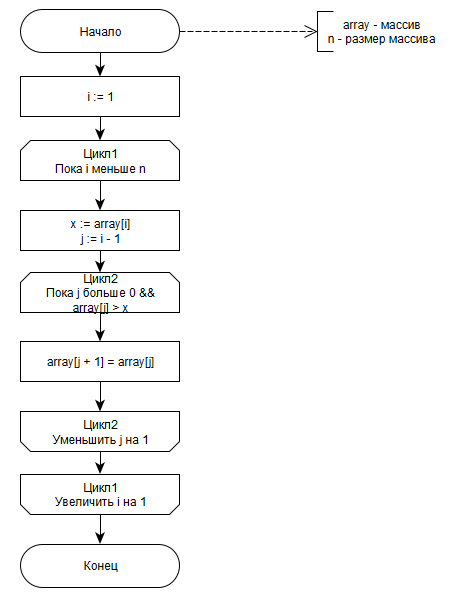 Начало
array - массив
n - размер массива
i := 1
Цикл1
Пока i меньше n
x := array[i]
j := i - 1
Цикл2
Пока j больше 0 &&
array[j] > x
array[j + 1] = array[j]
Цикл2
Уменьшить j на 1
Цикл1
Увеличить i на 1
Конец